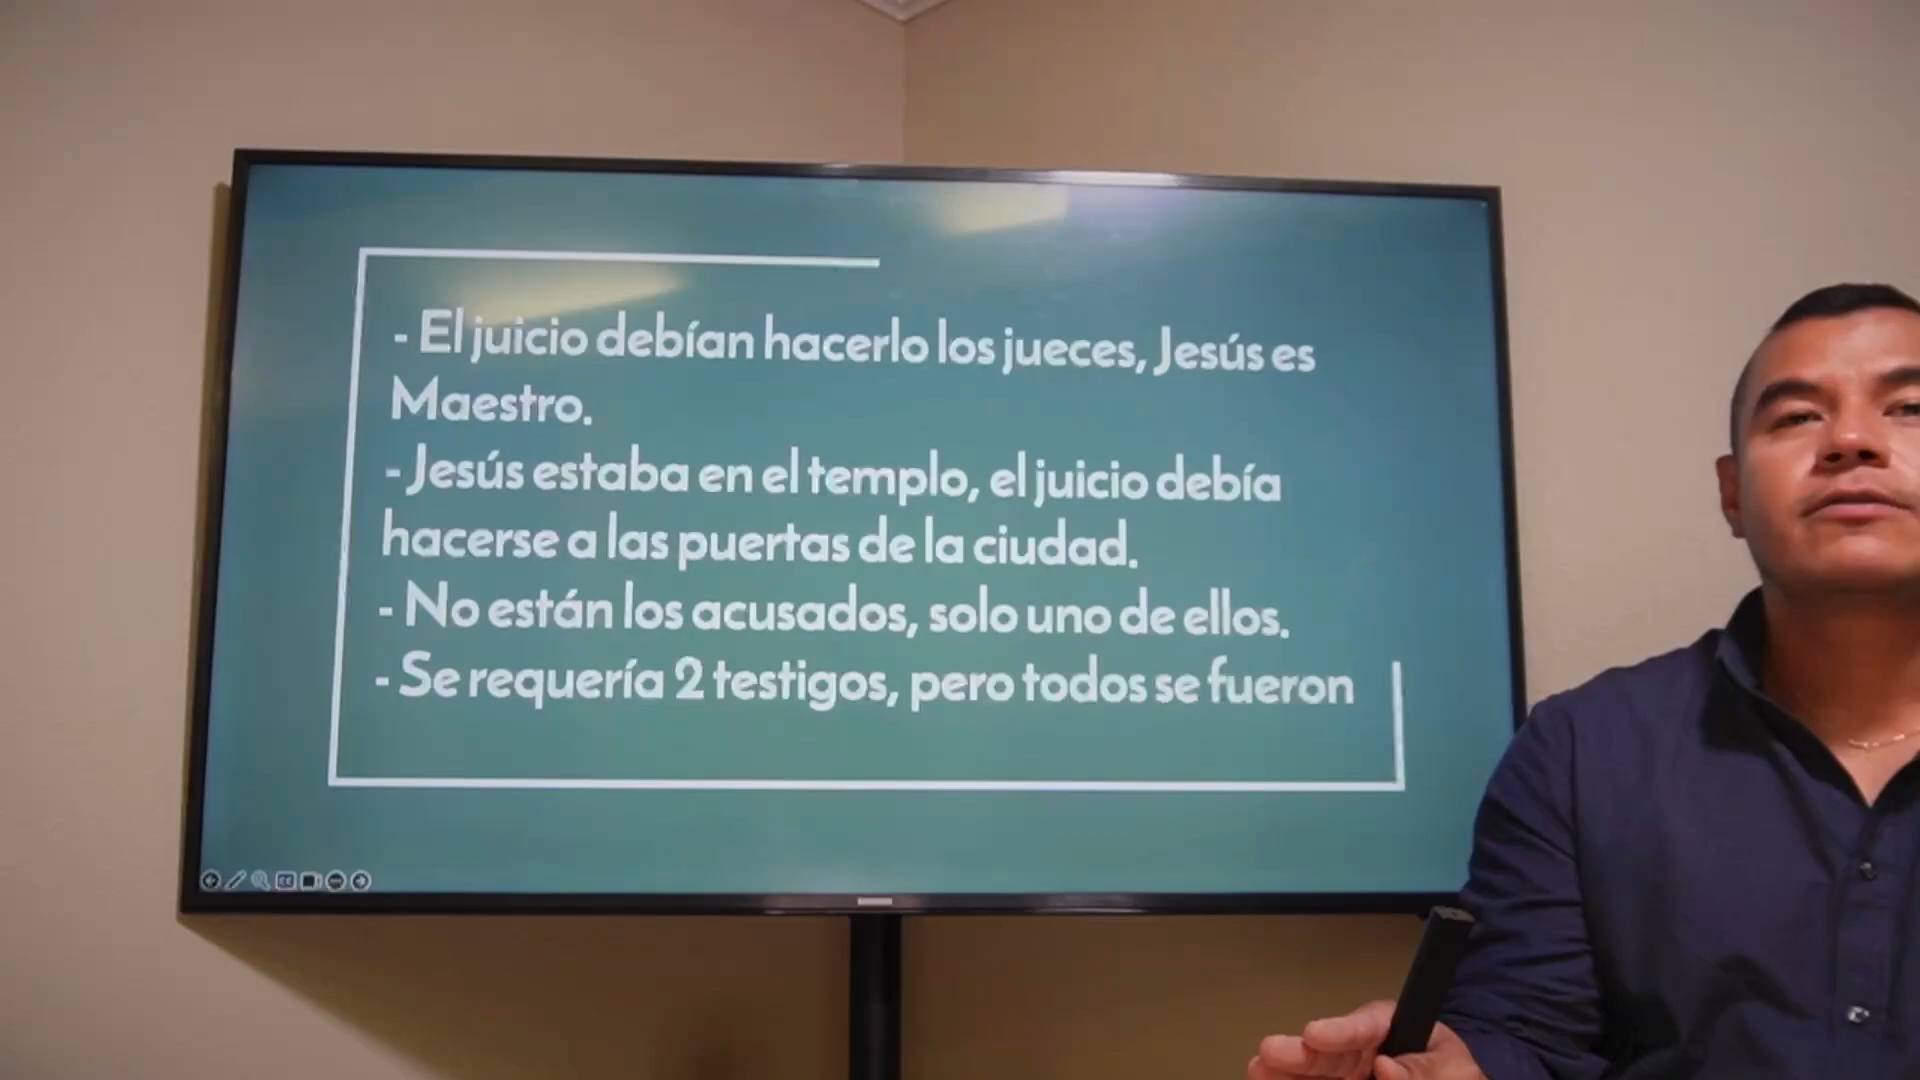 - El juicio debían hacerlo los jueces, Jesús es
Maestro.
- Jesús estaba en el templo, el juicio debía
hacerse a las puertas de la ciudad.
- No están los acusados, solo uno de ellos.
- Se requería 2 testigos, pero todos se fueron